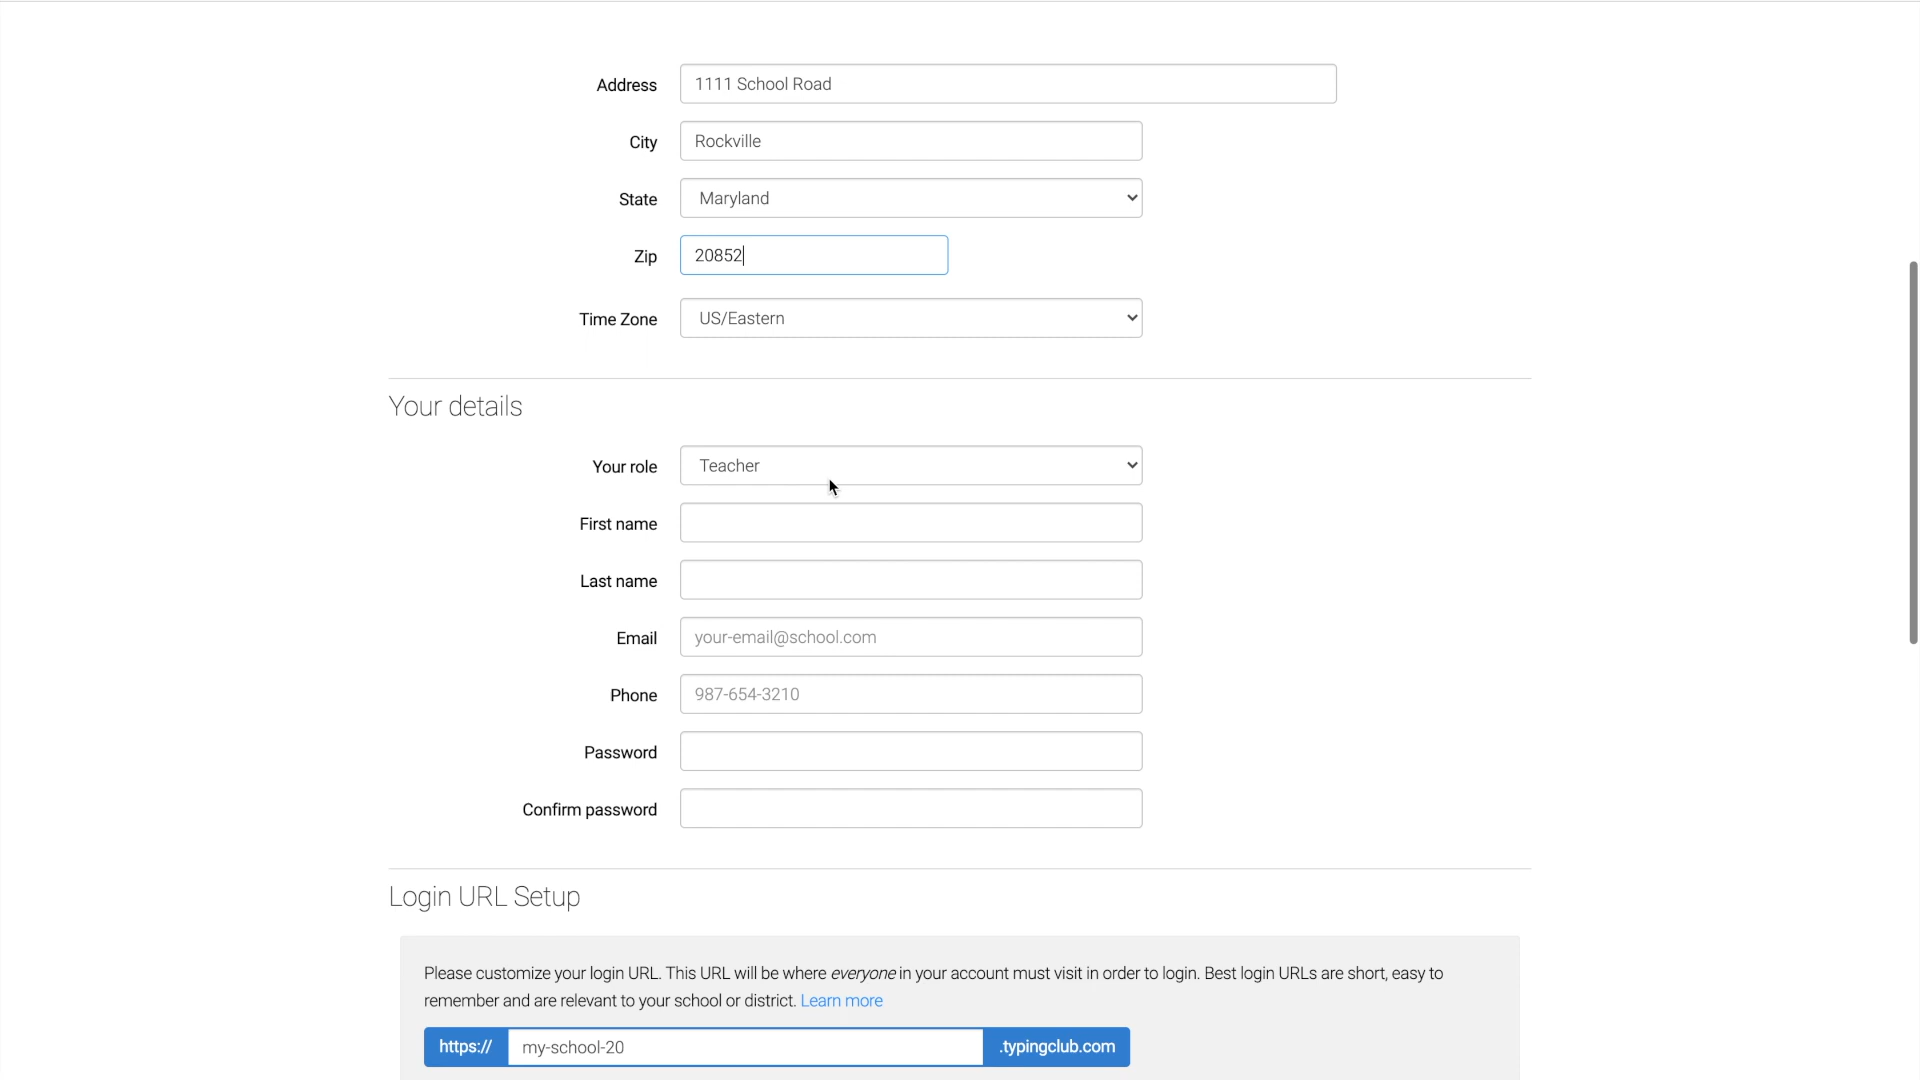 Address 1111 School Road
City Rockville
State Maryland
Zip 20852
Time Zone US/Eastern
Your details
Your role Teacher
First name
Last name
Email your-email@school.com
Phone 987-654-3210
Password
Confirm password
Login URL Setup
Please customize your login URL. This URL will be where everyone in your account must visit in order to login. Best login URLs are short, easy to
remember and are relevant to your school or district. Learn more
https:// my-school-20 .typingclub.com